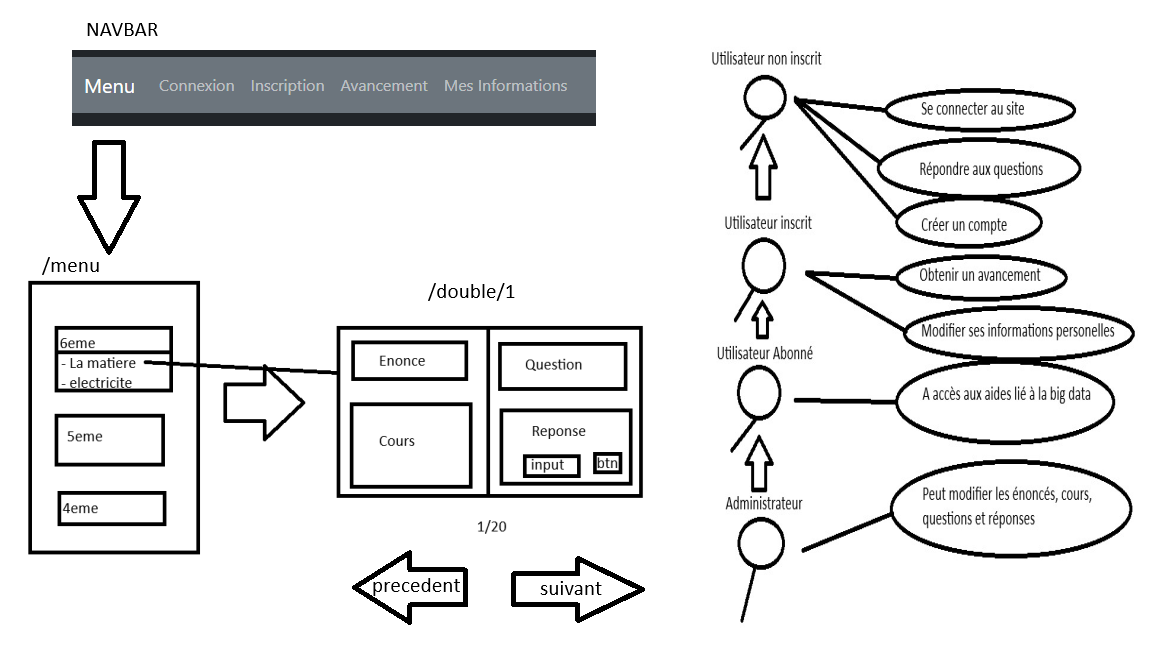 NAVBAR
Menu Connexion Inscription Avancement Mes Informations
/menu
6eme
- La matiere
- electricite
5eme
4eme
/double/1
Enonce
Question
Cours
Reponse
input btn
1/20
precedent
suivant
Utilisateur non inscrit
Se connecter au site
Répondre aux questions
Créer un compte
Utilisateur inscrit
Obtenir un avancement
Modifier ses informations personelles
Utilisateur Abonné
A accès aux aides lié à la big data
Administrateur
Peut modifier les énoncés, cours,
questions et réponses